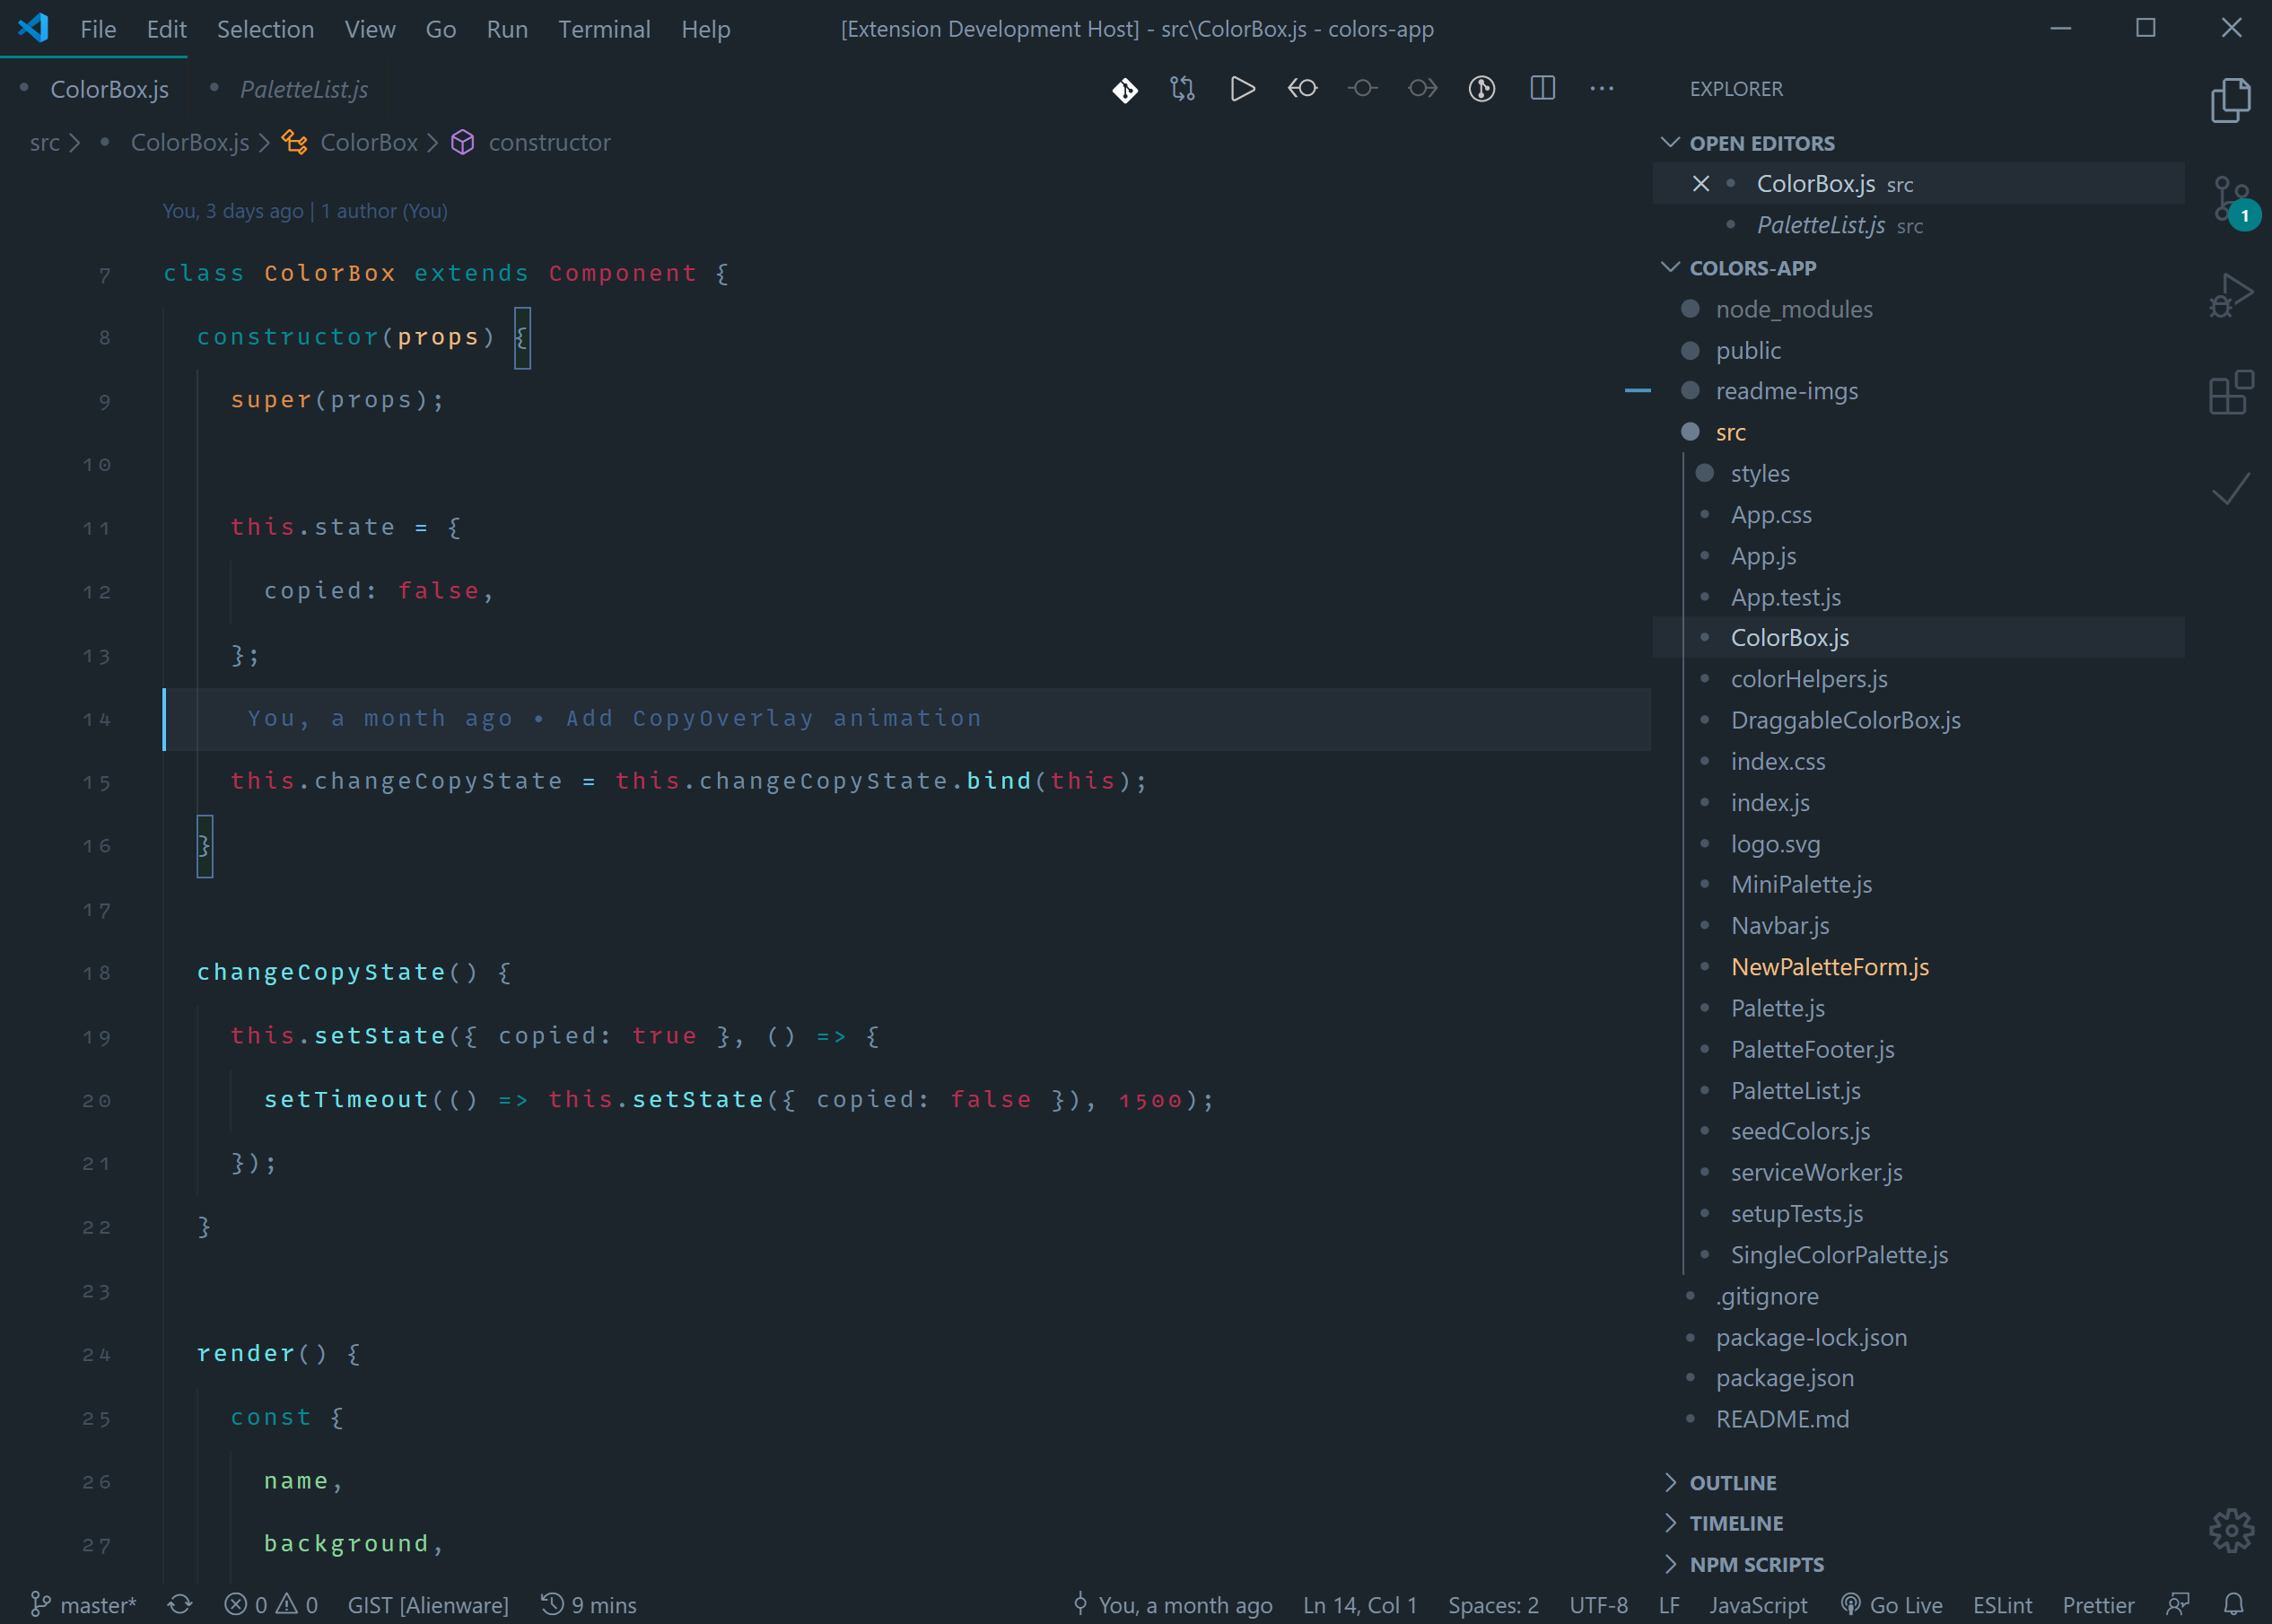 File Edit Selection View Go Run Terminal Help [Extension Development Host] - src\ColorBox.js - colors-app
ColorBox.js PaletteList.js
src > ColorBox.js > ColorBox > constructor
You, 3 days ago | 1 author (You)
7 class ColorBox extends Component {
8 constructor(props) {
9 super(props);
10
11 this.state = {
12 copied: false,
13 };
14 You, a month ago • Add CopyOverlay animation
15 this.changeCopyState = this.changeCopyState.bind(this);
16 }
17
18 changeCopyState() {
19 this.setState({ copied: true }, () => {
20 setTimeout(() => this.setState({ copied: false }), 1500);
21 });
22 }
23
24 render() {
25 const {
26 name,
27 background,
EXPLORER
OPEN EDITORS
ColorBox.js src
PaletteList.js src
COLORS-APP
node_modules
public
readme-imgs
src
styles
App.css
App.js
App.test.js
ColorBox.js
colorHelpers.js
DraggableColorBox.js
index.css
index.js
logo.svg
MiniPalette.js
Navbar.js
NewPaletteForm.js
Palette.js
PaletteFooter.js
PaletteList.js
seedColors.js
serviceWorker.js
setupTests.js
SingleColorPalette.js
.gitignore
package-lock.json
package.json
README.md
OUTLINE
TIMELINE
NPM SCRIPTS
1
master* 0 0 GIST [Alienware] 9 mins You, a month ago Ln 14, Col 1 Spaces: 2 UTF-8 LF JavaScript Go Live ESLint Prettier